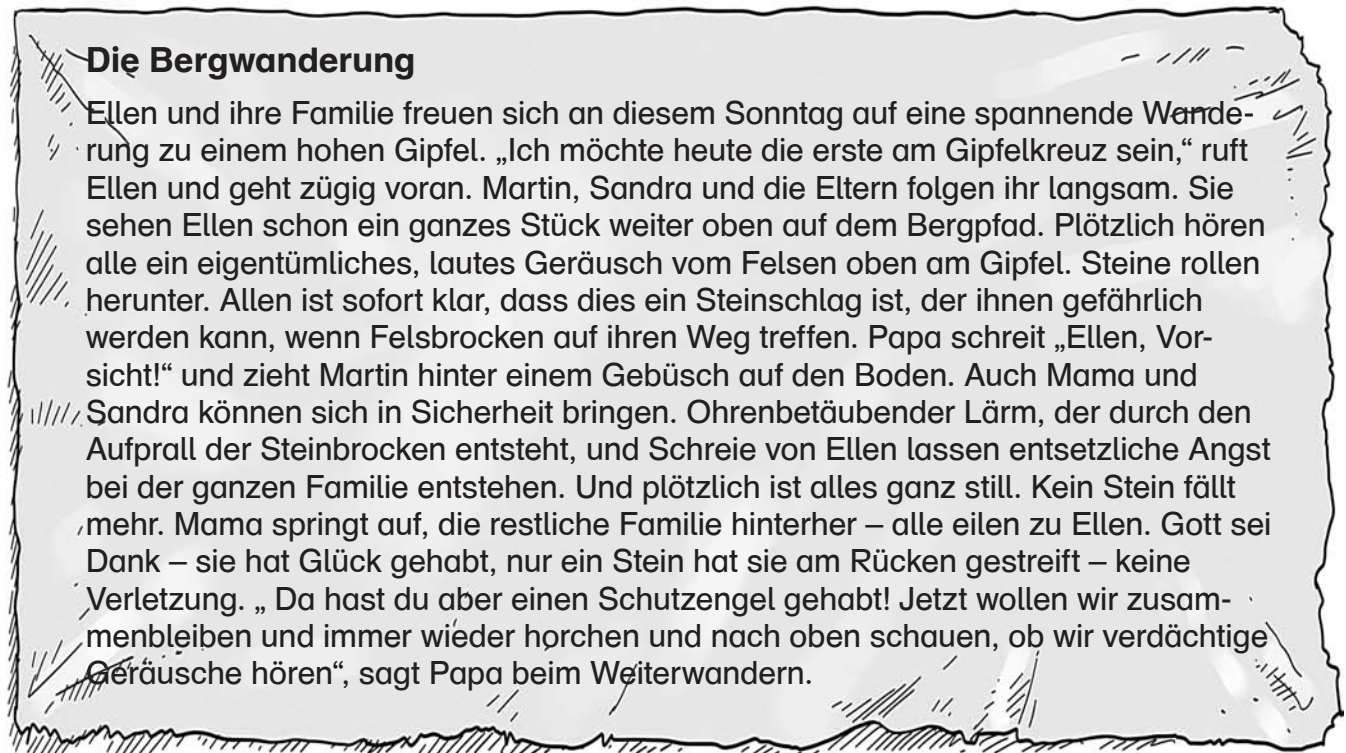 Die Bergwanderung
Ellen und ihre Familie freuen sich an diesem Sonntag auf eine spannende Wande-
rung zu einem hohen Gipfel. „Ich möchte heute die erste am Gipfelkreuz sein,“ ruft
Ellen und geht zügig voran. Martin, Sandra und die Eltern folgen ihr langsam. Sie
sehen Ellen schon ein ganzes Stück weiter oben auf dem Bergpfad. Plötzlich hören
alle ein eigentümliches, lautes Geräusch vom Felsen oben am Gipfel. Steine rollen
herunter. Allen ist sofort klar, dass dies ein Steinschlag ist, der ihnen gefährlich
werden kann, wenn Felsbrocken auf ihren Weg treffen. Papa schreit „Ellen, Vor-
sicht!“ und zieht Martin hinter einem Gebüsch auf den Boden. Auch Mama und
Sandra können sich in Sicherheit bringen. Ohrenbetäubender Lärm, der durch den
Aufprall der Steinbrocken entsteht, und Schreie von Ellen lassen entsetzliche Angst
bei der ganzen Familie entstehen. Und plötzlich ist alles ganz still. Kein Stein fällt
mehr. Mama springt auf, die restliche Familie hinterher – alle eilen zu Ellen. Gott sei
Dank – sie hat Glück gehabt, nur ein Stein hat sie am Rücken gestreift – keine
Verletzung. „ Da hast du aber einen Schutzengel gehabt! Jetzt wollen wir zusam-
menbleiben und immer wieder horchen und nach oben schauen, ob wir verdächtige
Geräusche hören“, sagt Papa beim Weiterwandern.